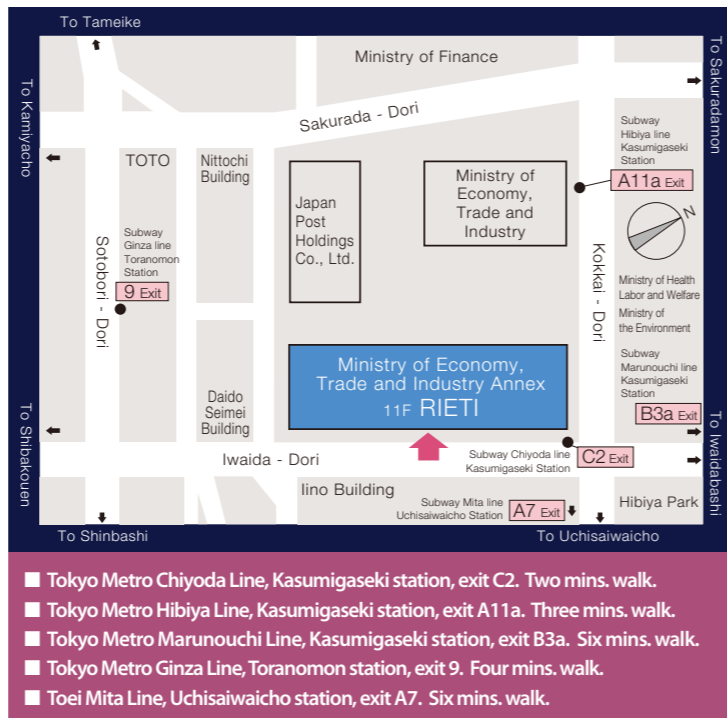 To Tameike
To Kamiyacho
To Sakuradamon
Ministry of Finance
Sakurada - Dori
TOTO
Nittochi
Building
Subway
Hibiya line
Kasumigaseki
Station
A11a Exit
Ministry of
Economy,
Trade and
Industry
Japan
Post
Holdings
Co., Ltd.
N
Sotobori - Dori
Subway
Ginza line
Toranomon
Station
9 Exit
Kokkai - Dori
Ministry of Health
Labor and Welfare
Ministry of
the Environment
Subway
Marunouchi line
Kasumigaseki
Station
B3a Exit
Ministry of Economy,
Trade and Industry Annex
11F RIETI
Daido
Seimei
Building
To Shibakouen
To Iwaidabashi
Iwaida - Dori
Subway Chiyoda line
Kasumigaseki Station
C2 Exit
Iino Building
Subway Mita line
Uchisaiwaicho Station
A7 Exit
Hibiya Park
To Shinbashi
To Uchisaiwaicho
■ Tokyo Metro Chiyoda Line, Kasumigaseki station, exit C2. Two mins. walk.
■ Tokyo Metro Hibiya Line, Kasumigaseki station, exit A11a. Three mins. walk.
■ Tokyo Metro Marunouchi Line, Kasumigaseki station, exit B3a. Six mins. walk.
■ Tokyo Metro Ginza Line, Toranomon station, exit 9. Four mins. walk.
■ Toei Mita Line, Uchisaiwaicho station, exit A7. Six mins. walk.